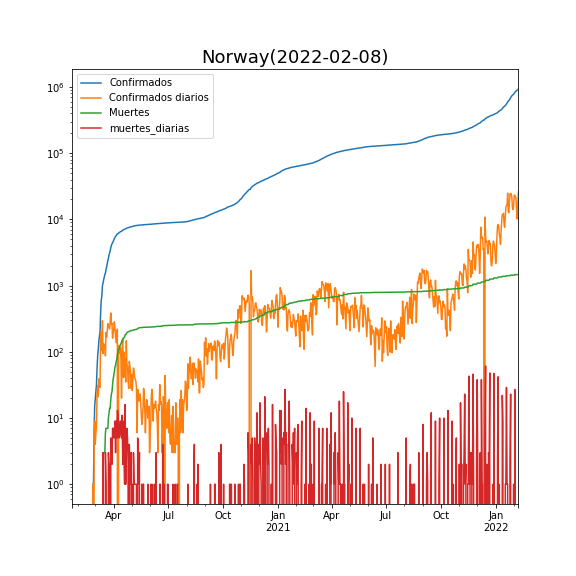 Norway(2022-02-08)
Confirmados
Confirmados diarios
Muertes
muertes_diarias
10⁶
10⁵
10⁴
10³
10²
10¹
10⁰
Apr Jul Oct Jan Apr Jul Oct Jan
2021 2022